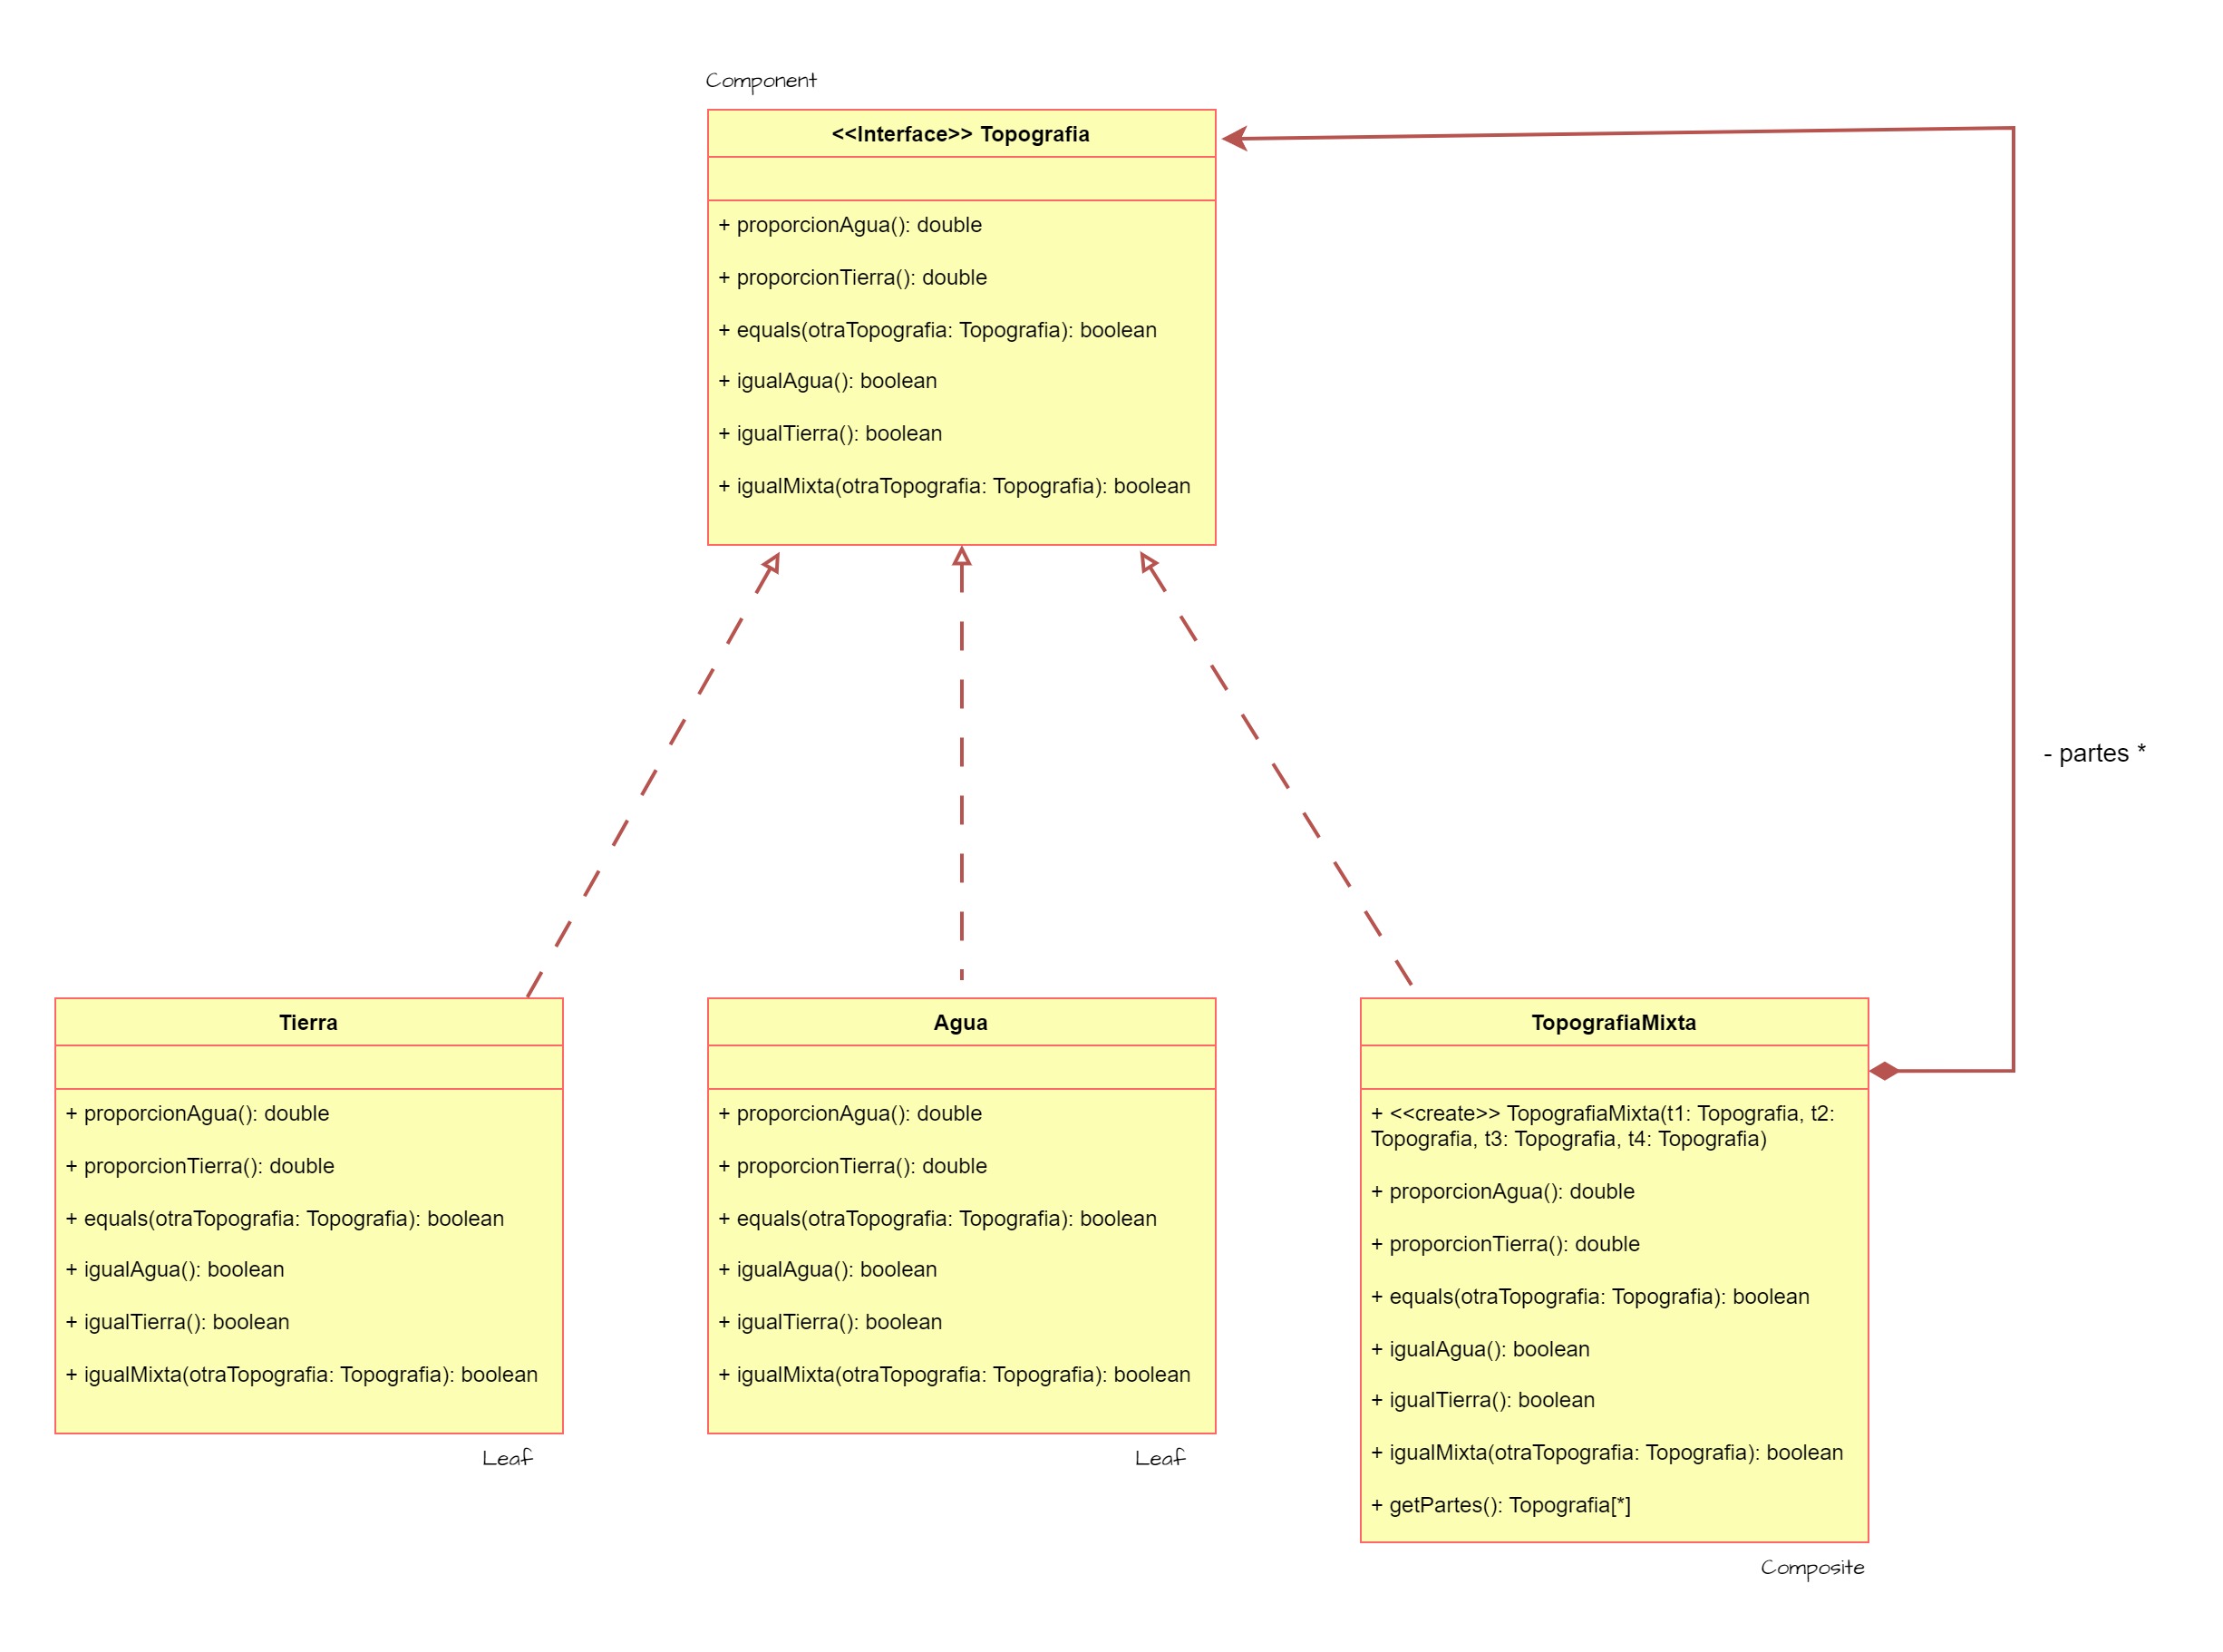 Component
<<Interface>> Topografia
+ proporcionAgua(): double
+ proporcionTierra(): double
+ equals(otraTopografia: Topografia): boolean
+ igualAgua(): boolean
+ igualTierra(): boolean
+ igualMixta(otraTopografia: Topografia): boolean
- partes *
Tierra
+ proporcionAgua(): double
+ proporcionTierra(): double
+ equals(otraTopografia: Topografia): boolean
+ igualAgua(): boolean
+ igualTierra(): boolean
+ igualMixta(otraTopografia: Topografia): boolean
Leaf
Agua
+ proporcionAgua(): double
+ proporcionTierra(): double
+ equals(otraTopografia: Topografia): boolean
+ igualAgua(): boolean
+ igualTierra(): boolean
+ igualMixta(otraTopografia: Topografia): boolean
Leaf
TopografiaMixta
+ <<create>> TopografiaMixta(t1: Topografia, t2:
Topografia, t3: Topografia, t4: Topografia)
+ proporcionAgua(): double
+ proporcionTierra(): double
+ equals(otraTopografia: Topografia): boolean
+ igualAgua(): boolean
+ igualTierra(): boolean
+ igualMixta(otraTopografia: Topografia): boolean
+ getPartes(): Topografia[*]
Composite